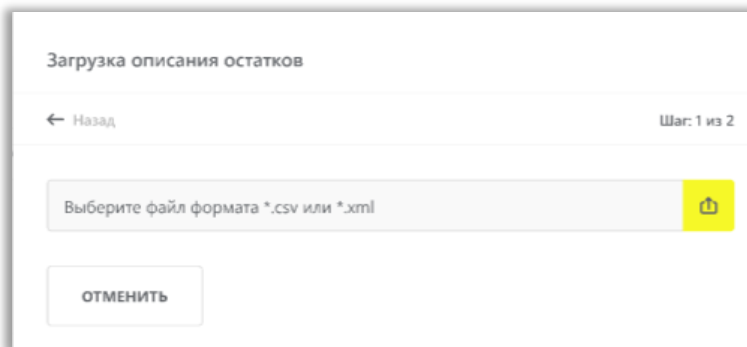 Загрузка описания остатков
← Назад
Шаг: 1 из 2
Выберите файл формата *.csv или *.xml
ОТМЕНИТЬ